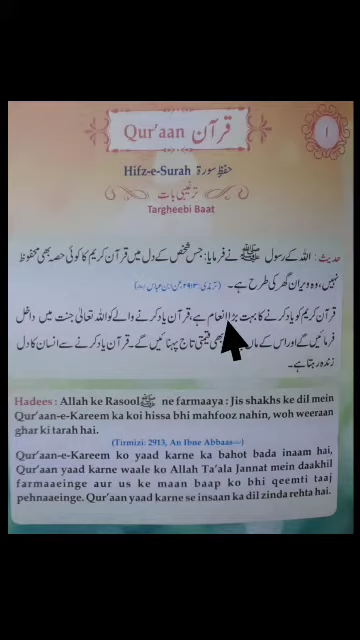 Qur'aan قرآن
۱
Hifz-e-Surah حفظِ سورۃ
ترغیبی بات
Targheebi Baat
حدیث: اللہ کے رسول ﷺ نے فرمایا: جس شخص کے دل میں قرآن کریم کا کوئی حصہ بھی محفوظ
نہیں، وہ ویران گھر کی طرح ہے۔ (ترمذی: ۲۹۱۳، عن ابن عباسؓ)
قرآن کریم کو یاد کرنے کا بہت بڑا انعام ہے، قرآن یاد کرنے والے کو اللہ تعالیٰ جنت میں داخل
فرمائیں گے اور اس کے ماں بھی قیمتی تاج پہنائیں گے۔ قرآن یاد کرنے سے انسان کا دل
زندہ رہتا ہے۔
Hadees : Allah ke Rasool ﷺ ne farmaaya : Jis shakhs ke dil mein
Qur'aan-e-Kareem ka koi hissa bhi mahfooz nahin, woh weeraan
ghar ki tarah hai.
(Tirmizi: 2913, An Ibne Abbaas؄)
Qur'aan-e-Kareem ko yaad karne ka bahot bada inaam hai,
Qur'aan yaad karne waale ko Allah Ta'ala Jannat mein daakhil
farmaaeinge aur us ke maan baap ko bhi qeemti taaj
pehnaaeinge. Qur'aan yaad karne se insaan ka dil zinda rehta hai.